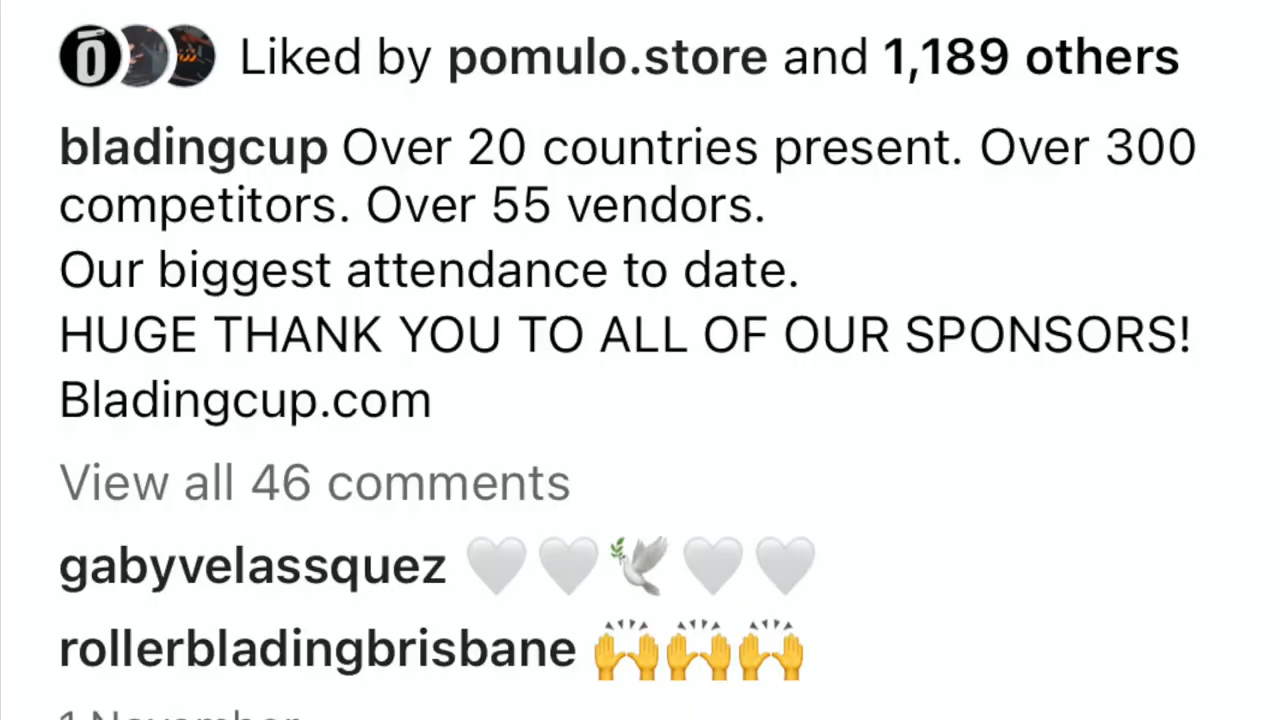 Liked by pomulo.store and 1,189 others
bladingcup Over 20 countries present. Over 300
competitors. Over 55 vendors.
Our biggest attendance to date.
HUGE THANK YOU TO ALL OF OUR SPONSORS!
Bladingcup.com
View all 46 comments
gabyvelassquez 🤍🤍🕊️🤍🤍
rollerbladingbrisbane 🙌🙌🙌
1 November